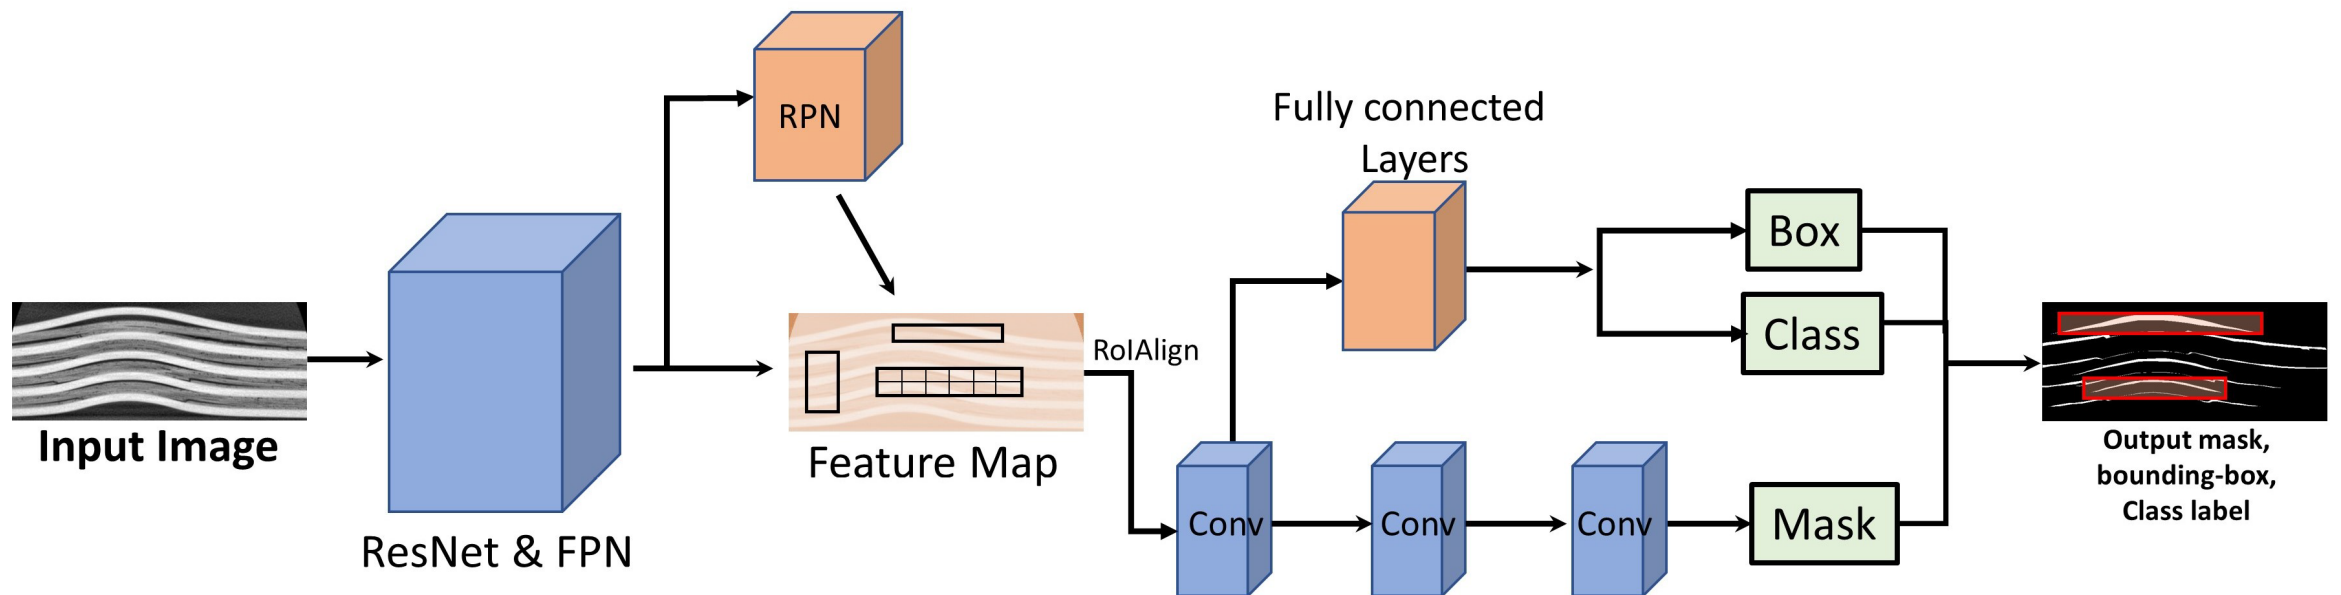 RPN
Fully connected
Layers
Box
Class
RoIAlign
Input Image
Feature Map
ResNet & FPN
Conv
Conv
Conv
Mask
Output mask,
bounding-box,
Class label